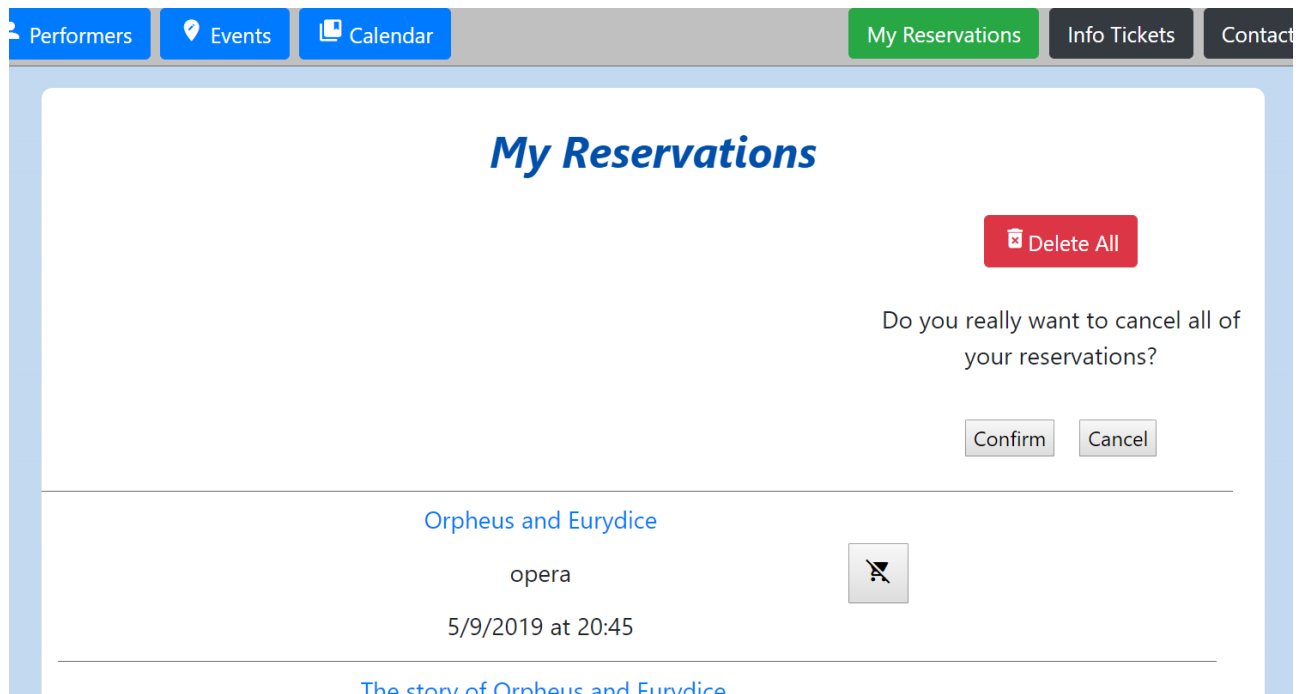 Performers Events Calendar My Reservations Info Tickets Contact
My Reservations
Delete All
Do you really want to cancel all of
your reservations?
Confirm Cancel
Orpheus and Eurydice
opera
5/9/2019 at 20:45
The story of Orpheus and Eurydice